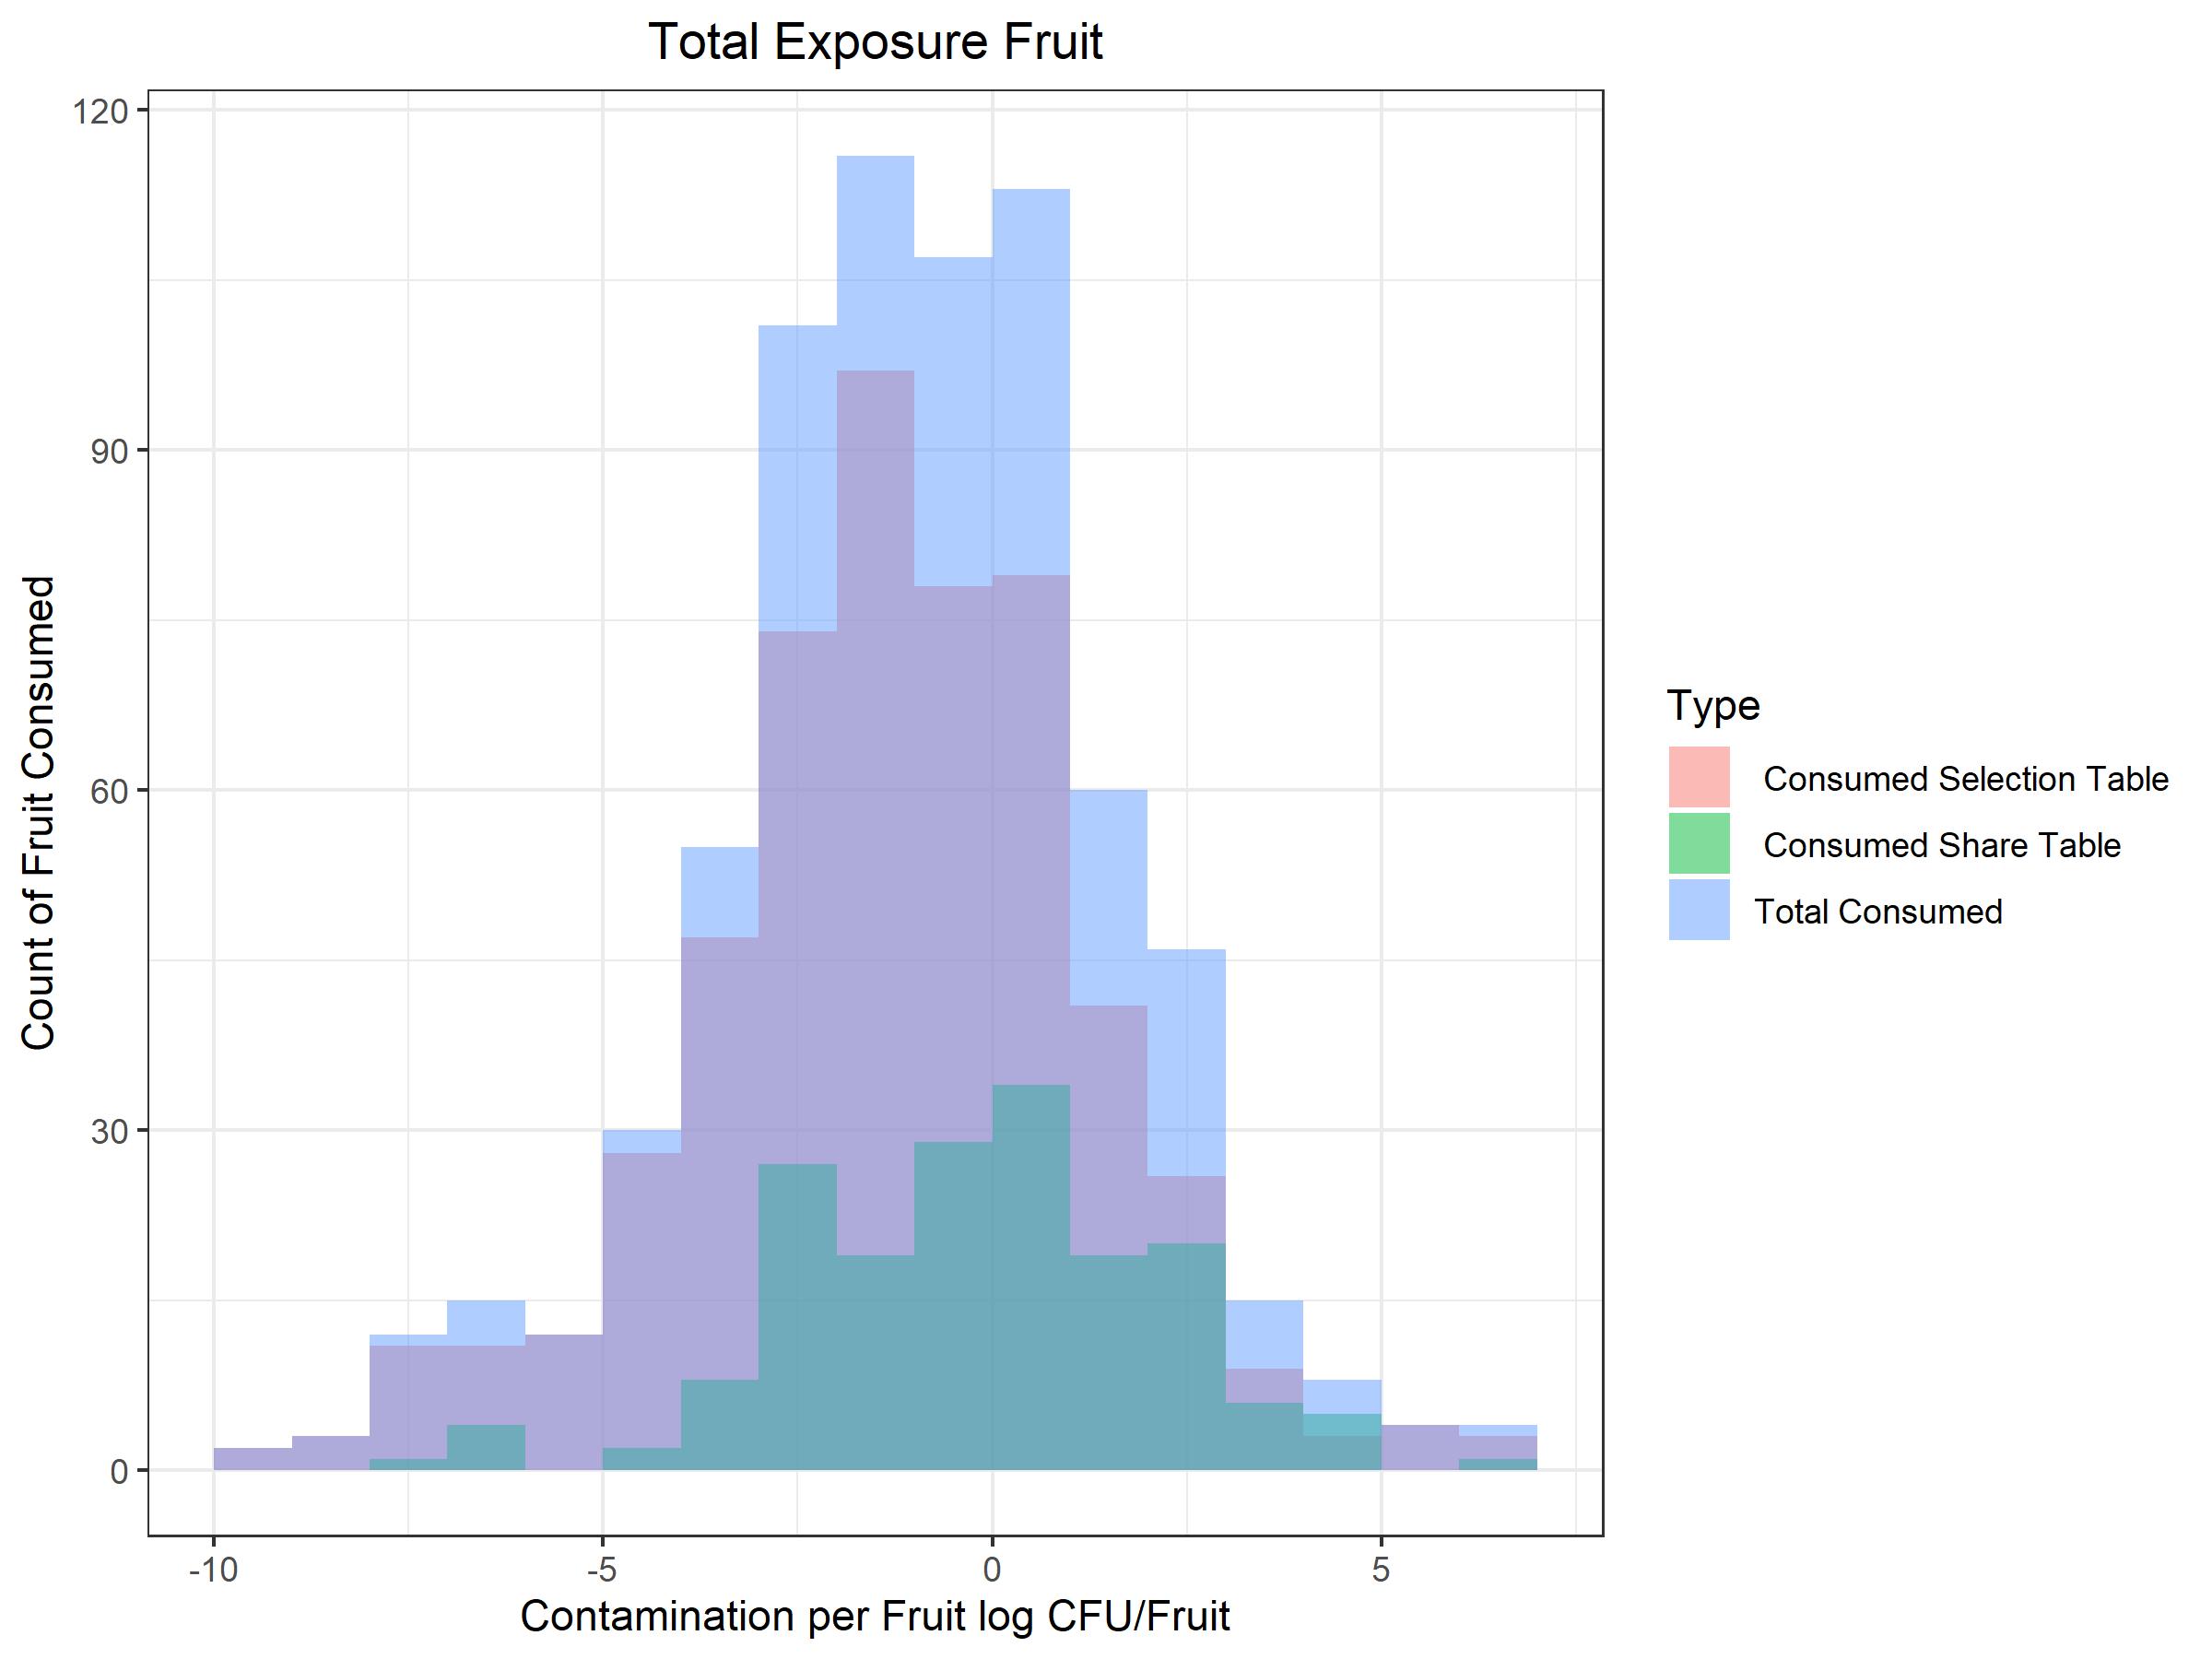 Total Exposure Fruit
120
90
60
30
0
Count of Fruit Consumed
-10
-5
0
5
Contamination per Fruit log CFU/Fruit
Type
Consumed Selection Table
Consumed Share Table
Total Consumed